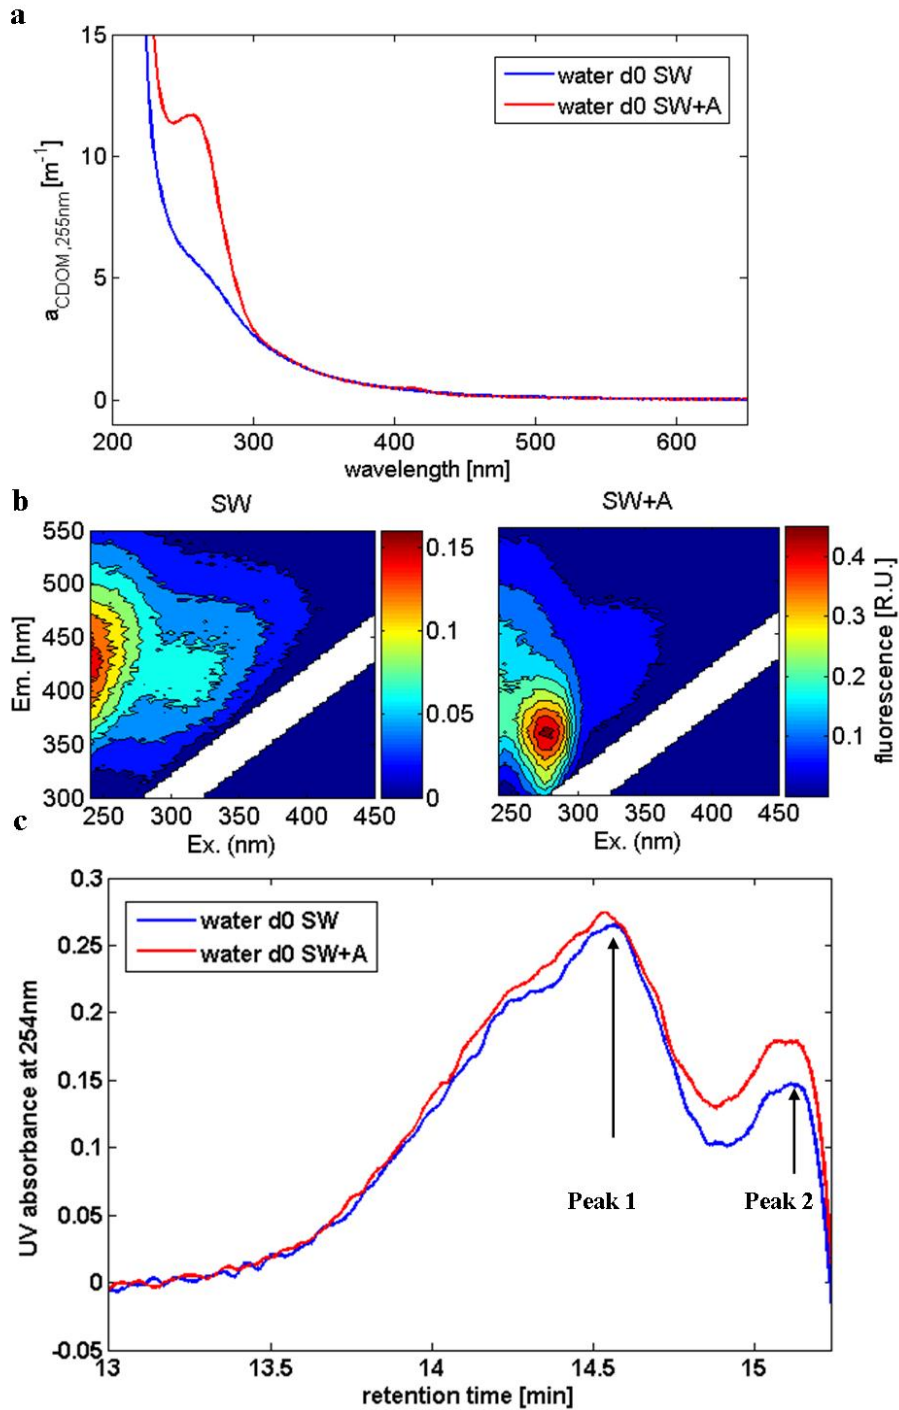 a
15
10
5
0
a_CDOM,255nm [m^-1]
water d0 SW
water d0 SW+A
200 300 400 500 600
wavelength [nm]
b
SW
SW+A
550
500
450
400
350
300
Em. [nm]
250 300 350 400 450
Ex. (nm)
0.15
0.1
0.05
0
250 300 350 400 450
Ex. (nm)
0.4
0.3
0.2
0.1
fluorescence [R.U.]
c
0.3
0.25
0.2
0.15
0.1
0.05
0
-0.05
UV absorbance at 254nm
water d0 SW
water d0 SW+A
Peak 1
Peak 2
13 13.5 14 14.5 15
retention time [min]